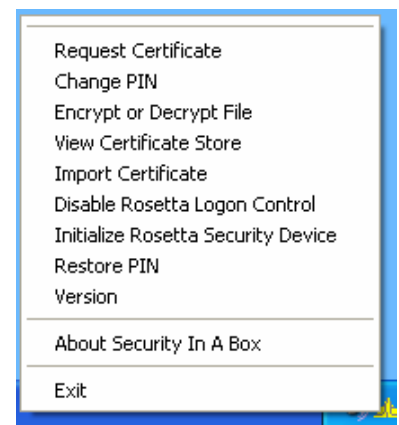 Request Certificate
Change PIN
Encrypt or Decrypt File
View Certificate Store
Import Certificate
Disable Rosetta Logon Control
Initialize Rosetta Security Device
Restore PIN
Version
About Security In A Box
Exit